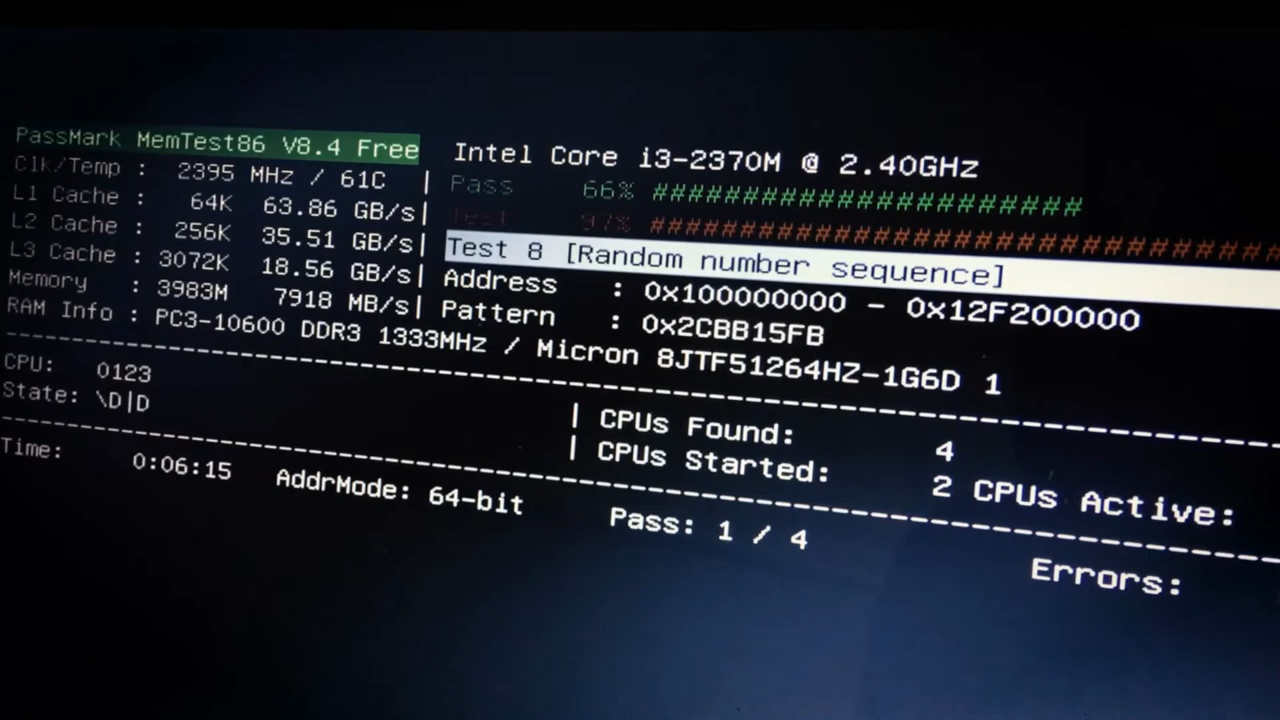 PassMark MemTest86 V8.4 Free
Intel Core i3-2370M @ 2.40GHz
Clk/Temp : 2395 MHz / 61C |
Pass 66% #######################
L1 Cache : 64K 63.86 GB/s|
Test 97% ##################################
L2 Cache : 256K 35.51 GB/s|
Test 8 [Random number sequence]
L3 Cache : 3072K 18.56 GB/s|
Address : 0x100000000 - 0x12F200000
Memory : 3983M 7918 MB/s|
Pattern : 0x2CBB15FB
RAM Info : PC3-10600 DDR3 1333MHz / Micron 8JTF51264HZ-1G6D 1
CPU: 0123
| CPUs Found: 4
State: \D|D
| CPUs Started: 2 CPUs Active:
Time: 0:06:15 AddrMode: 64-bit Pass: 1 / 4 Errors: